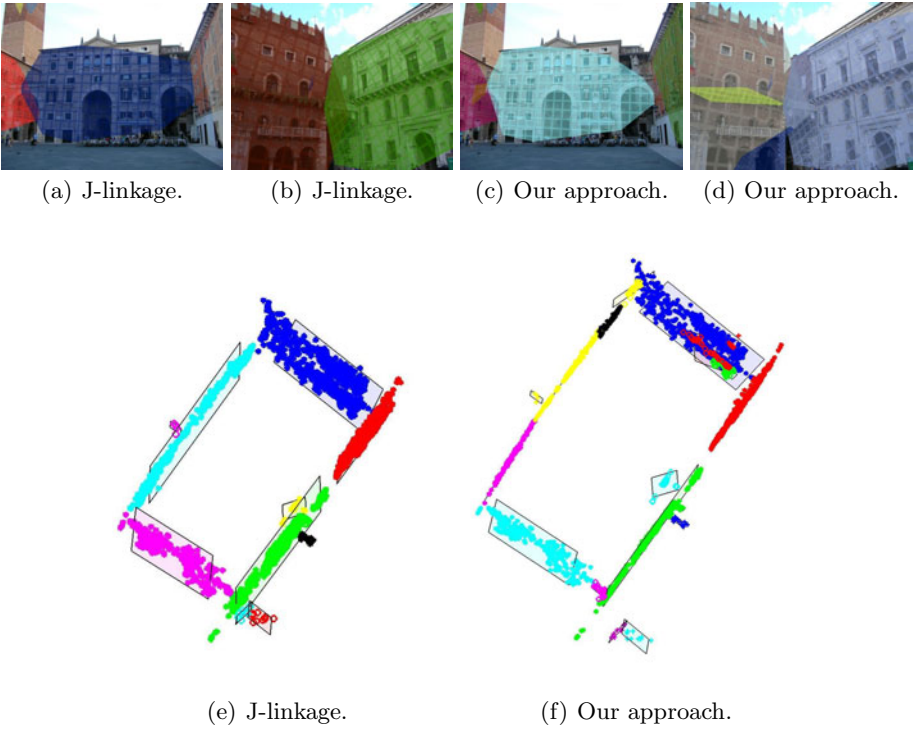 (a) J-linkage.
(b) J-linkage.
(c) Our approach.
(d) Our approach.
(e) J-linkage.
(f) Our approach.